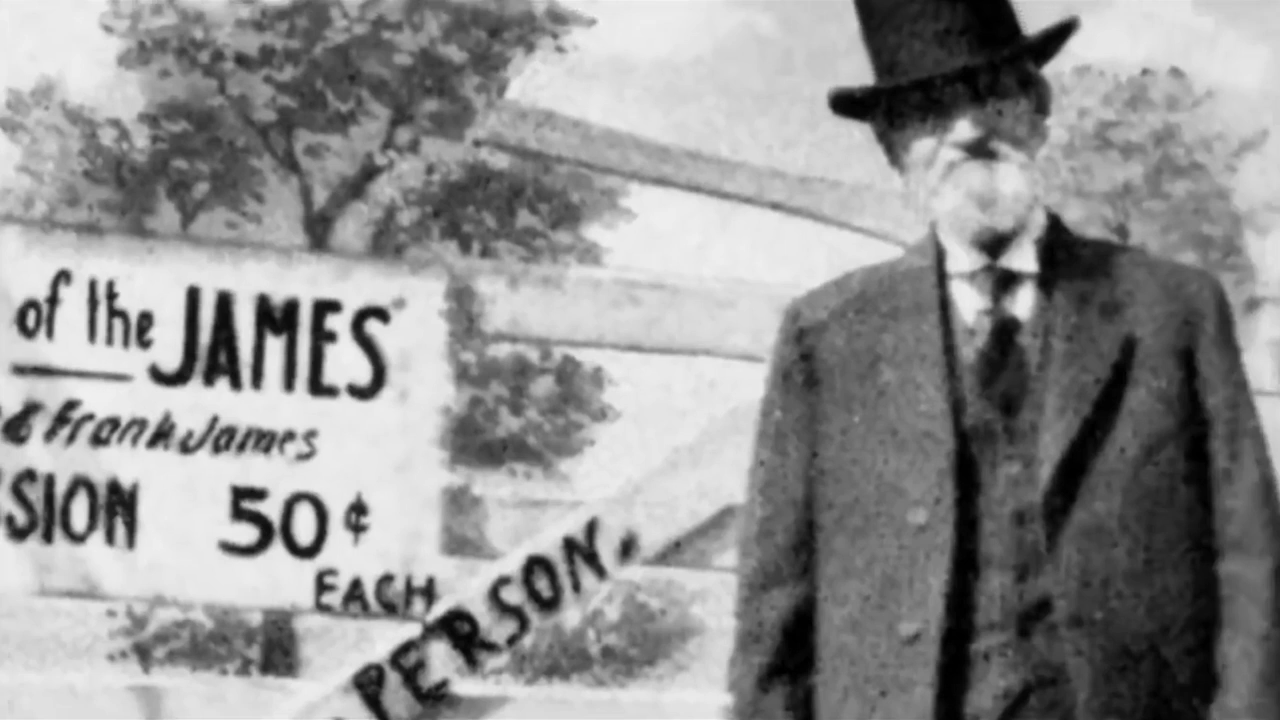 of the JAMES
& Frank James
SION 50¢
EACH
PERSON.